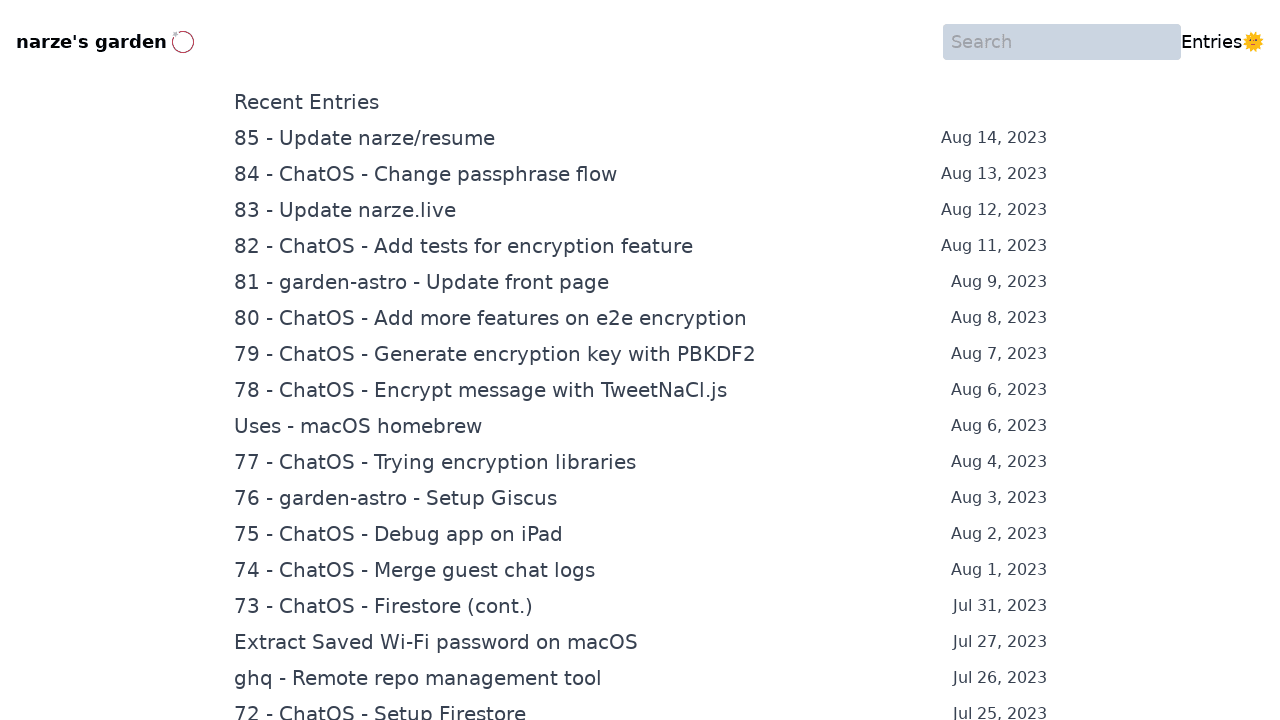 narze's garden
Search
Entries🌞
Recent Entries
85 - Update narze/resume Aug 14, 2023
84 - ChatOS - Change passphrase flow Aug 13, 2023
83 - Update narze.live Aug 12, 2023
82 - ChatOS - Add tests for encryption feature Aug 11, 2023
81 - garden-astro - Update front page Aug 9, 2023
80 - ChatOS - Add more features on e2e encryption Aug 8, 2023
79 - ChatOS - Generate encryption key with PBKDF2 Aug 7, 2023
78 - ChatOS - Encrypt message with TweetNaCl.js Aug 6, 2023
Uses - macOS homebrew Aug 6, 2023
77 - ChatOS - Trying encryption libraries Aug 4, 2023
76 - garden-astro - Setup Giscus Aug 3, 2023
75 - ChatOS - Debug app on iPad Aug 2, 2023
74 - ChatOS - Merge guest chat logs Aug 1, 2023
73 - ChatOS - Firestore (cont.) Jul 31, 2023
Extract Saved Wi-Fi password on macOS Jul 27, 2023
ghq - Remote repo management tool Jul 26, 2023
72 - ChatOS - Setup Firestore Jul 25, 2023